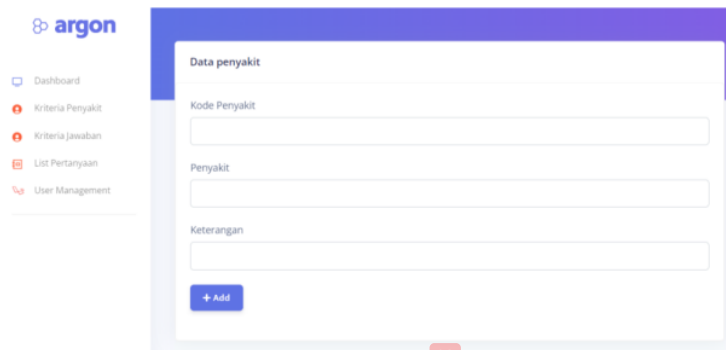 argon
Dashboard
Kriteria Penyakit
Kriteria Jawaban
List Pertanyaan
User Management
Data penyakit
Kode Penyakit
Penyakit
Keterangan
+ Add